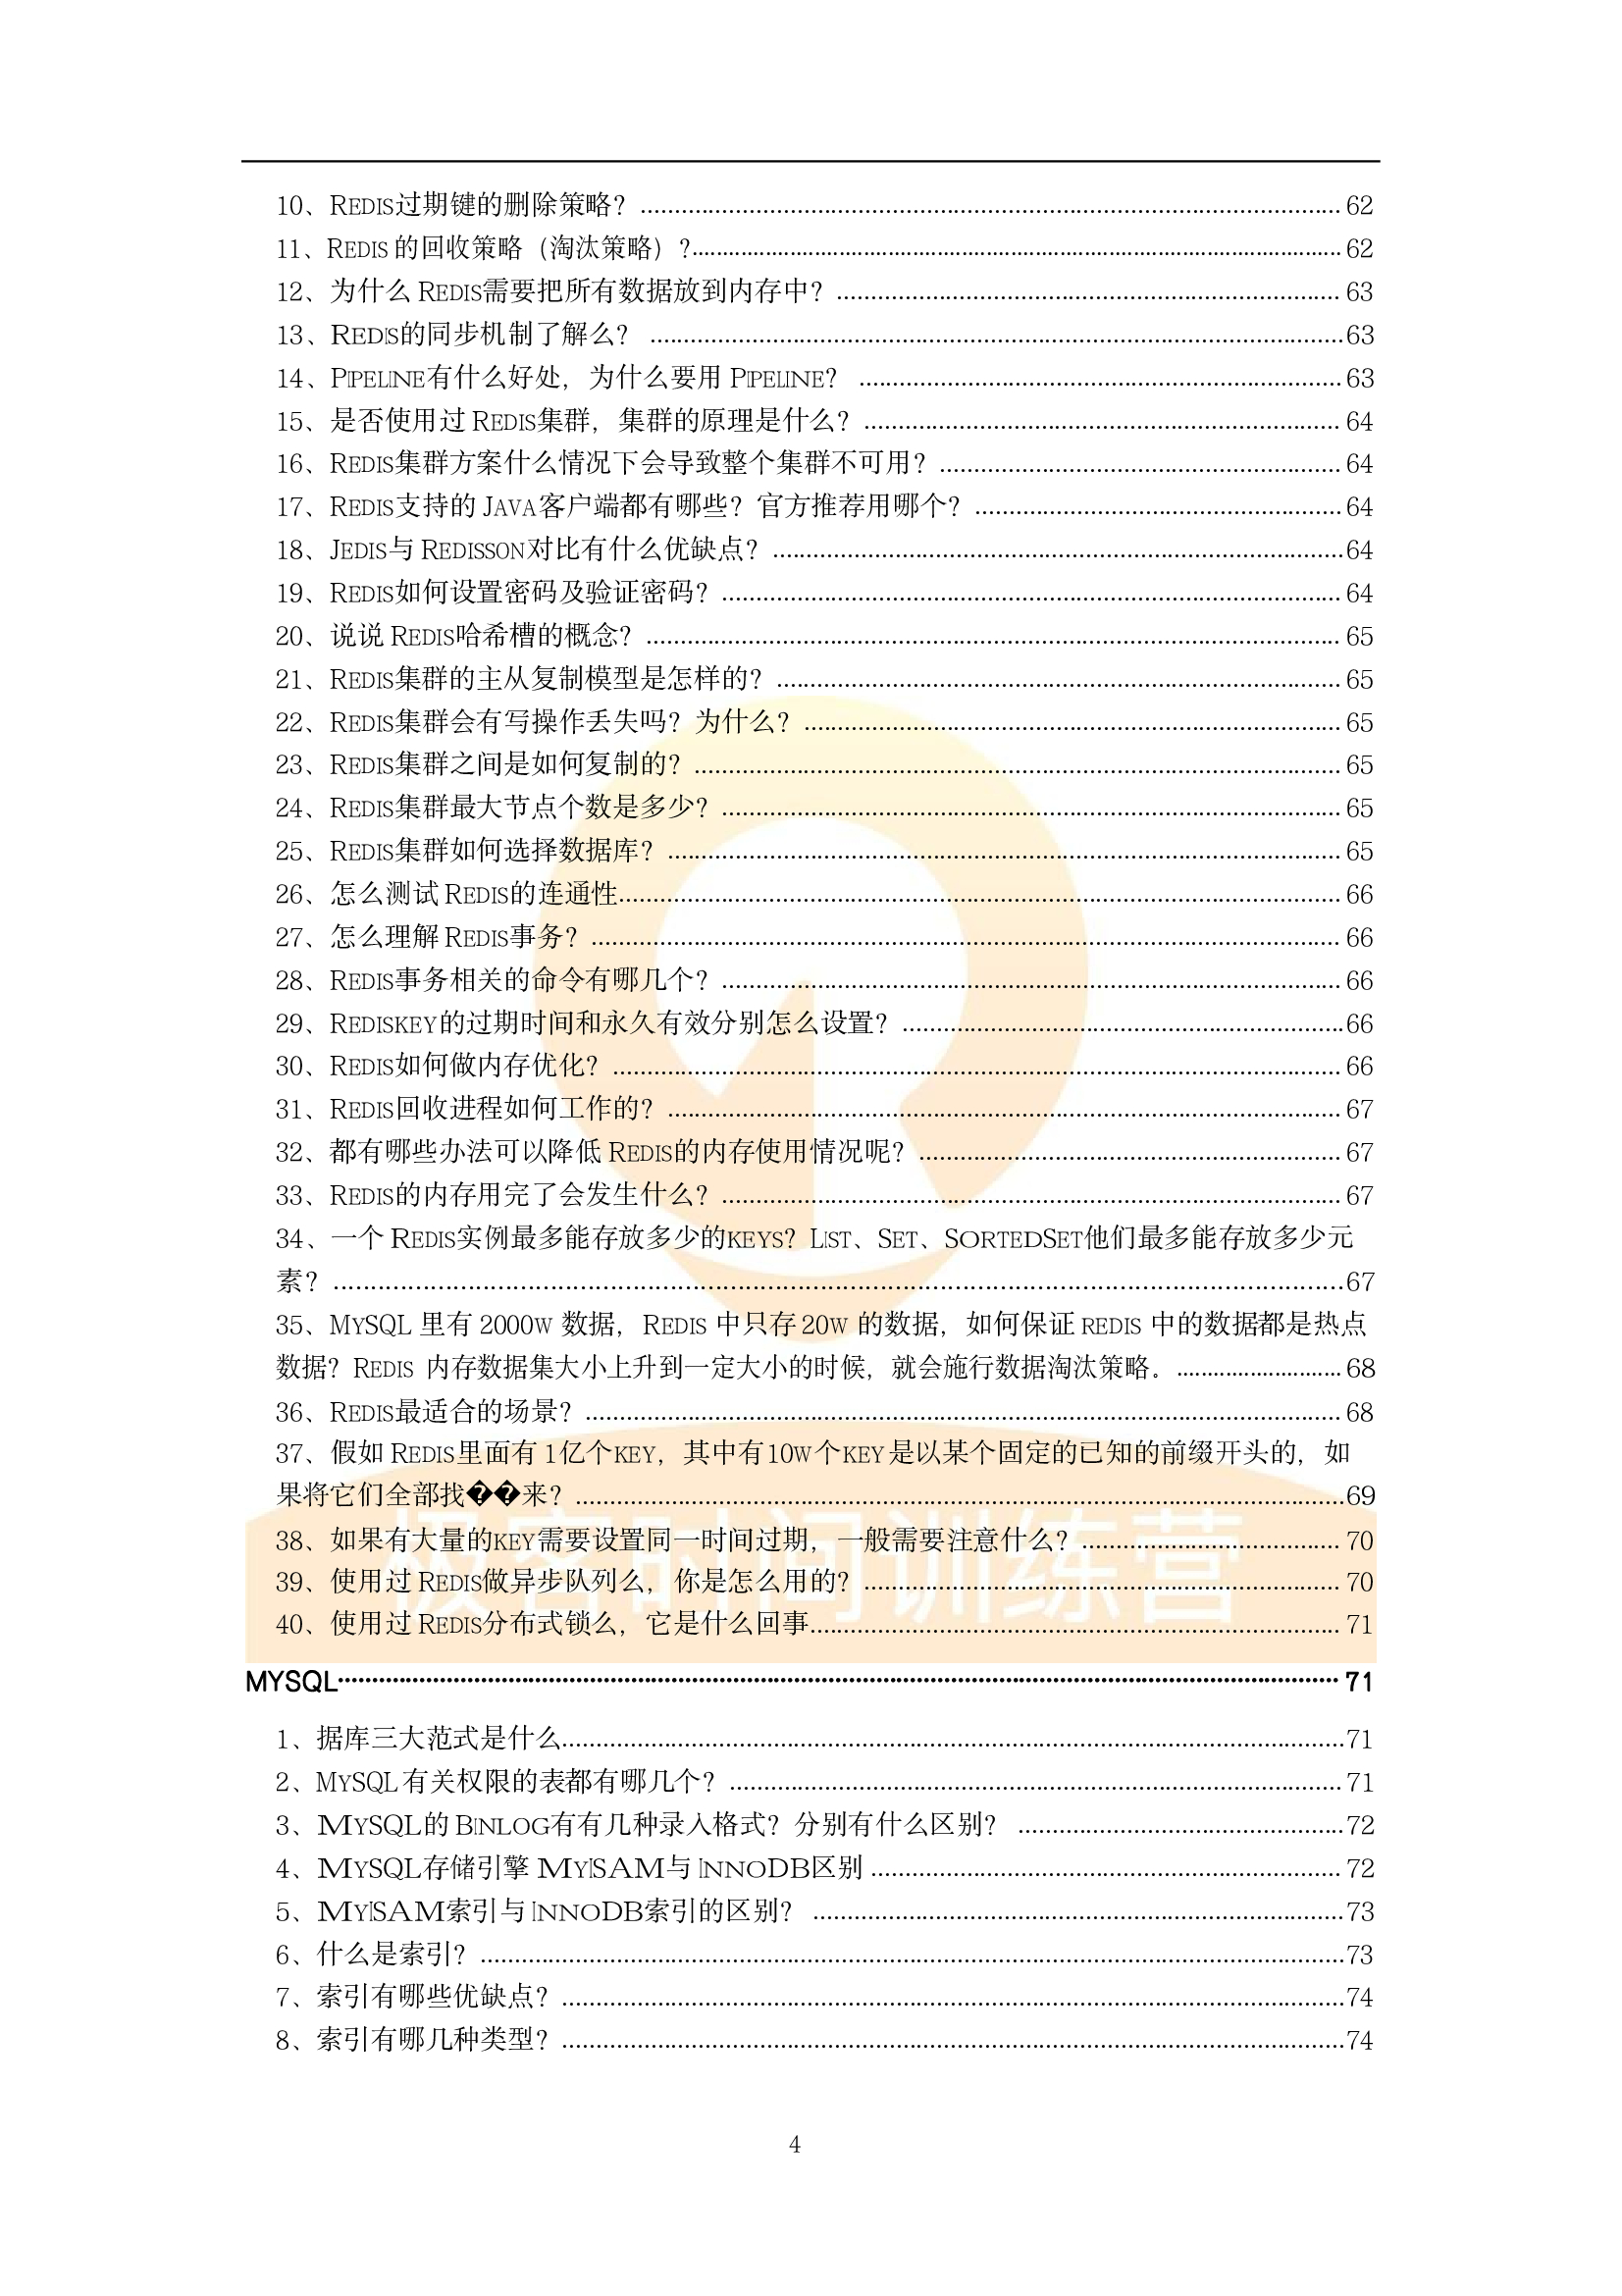 10、REDIS过期键的删除策略？ ........ 62
11、REDIS 的回收策略（淘汰策略）?........ 62
12、为什么 REDIS需要把所有数据放到内存中？ ........ 63
13、REDIS的同步机制了解么？ ........ 63
14、PIPELINE有什么好处，为什么要用 PIPELINE？ ........ 63
15、是否使用过 REDIS集群，集群的原理是什么？ ........ 64
16、REDIS集群方案什么情况下会导致整个集群不可用？ ........ 64
17、REDIS支持的 JAVA客户端都有哪些？官方推荐用哪个？ ........ 64
18、JEDIS与 REDISSON对比有什么优缺点？ ........ 64
19、REDIS如何设置密码及验证密码？ ........ 64
20、说说 REDIS哈希槽的概念？ ........ 65
21、REDIS集群的主从复制模型是怎样的？ ........ 65
22、REDIS集群会有写操作丢失吗？为什么？ ........ 65
23、REDIS集群之间是如何复制的？ ........ 65
24、REDIS集群最大节点个数是多少？ ........ 65
25、REDIS集群如何选择数据库？ ........ 65
26、怎么测试 REDIS的连通性........ 66
27、怎么理解 REDIS事务？ ........ 66
28、REDIS事务相关的命令有哪几个？ ........ 66
29、REDISKEY的过期时间和永久有效分别怎么设置？ ........ 66
30、REDIS如何做内存优化？ ........ 66
31、REDIS回收进程如何工作的？ ........ 67
32、都有哪些办法可以降低 REDIS的内存使用情况呢？ ........ 67
33、REDIS的内存用完了会发生什么？ ........ 67
34、一个 REDIS实例最多能存放多少的KEYS？LIST、SET、SORTEDSET他们最多能存放多少元
素？ ........ 67
35、MYSQL 里有 2000W 数据，REDIS 中只存 20W 的数据，如何保证 REDIS 中的数据都是热点
数据？REDIS 内存数据集大小上升到一定大小的时候，就会施行数据淘汰策略。 ........ 68
36、REDIS最适合的场景？ ........ 68
37、假如 REDIS里面有 1亿个KEY，其中有10W个KEY是以某个固定的已知的前缀开头的，如
果将它们全部找��来？ ........ 69
38、如果有大量的KEY需要设置同一时间过期，一般需要注意什么？ ........ 70
39、使用过 REDIS做异步队列么，你是怎么用的？ ........ 70
40、使用过 REDIS分布式锁么，它是什么回事........ 71
极客时间训练营
MYSQL........ 71
1、据库三大范式是什么........ 71
2、MYSQL有关权限的表都有哪几个？ ........ 71
3、MYSQL的 BINLOG有有几种录入格式？分别有什么区别？ ........ 72
4、MYSQL存储引擎 MYISAM与 INNODB区别 ........ 72
5、MYISAM索引与 INNODB索引的区别？ ........ 73
6、什么是索引？ ........ 73
7、索引有哪些优缺点？ ........ 74
8、索引有哪几种类型？ ........ 74
4